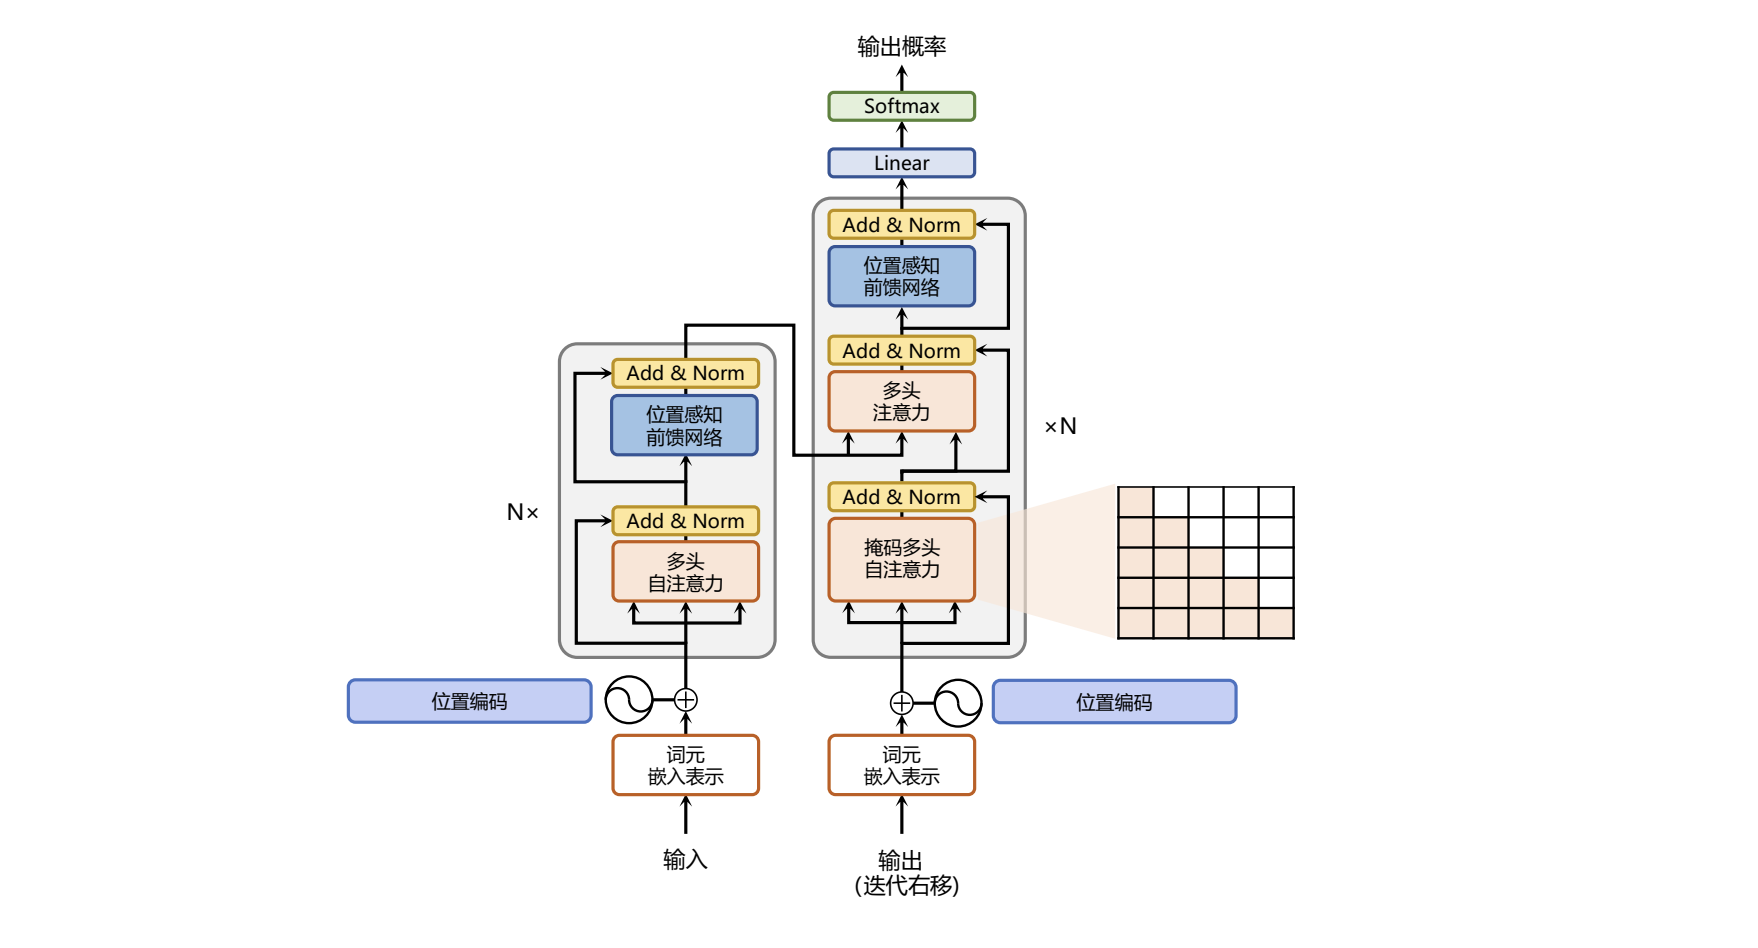 输出概率
Softmax
Linear
Add & Norm
位置感知
前馈网络
Add & Norm
多头
注意力
×N
Add & Norm
掩码多头
自注意力
Add & Norm
位置感知
前馈网络
N×
Add & Norm
多头
自注意力
位置编码
位置编码
词元
嵌入表示
词元
嵌入表示
输入
输出
(迭代右移)